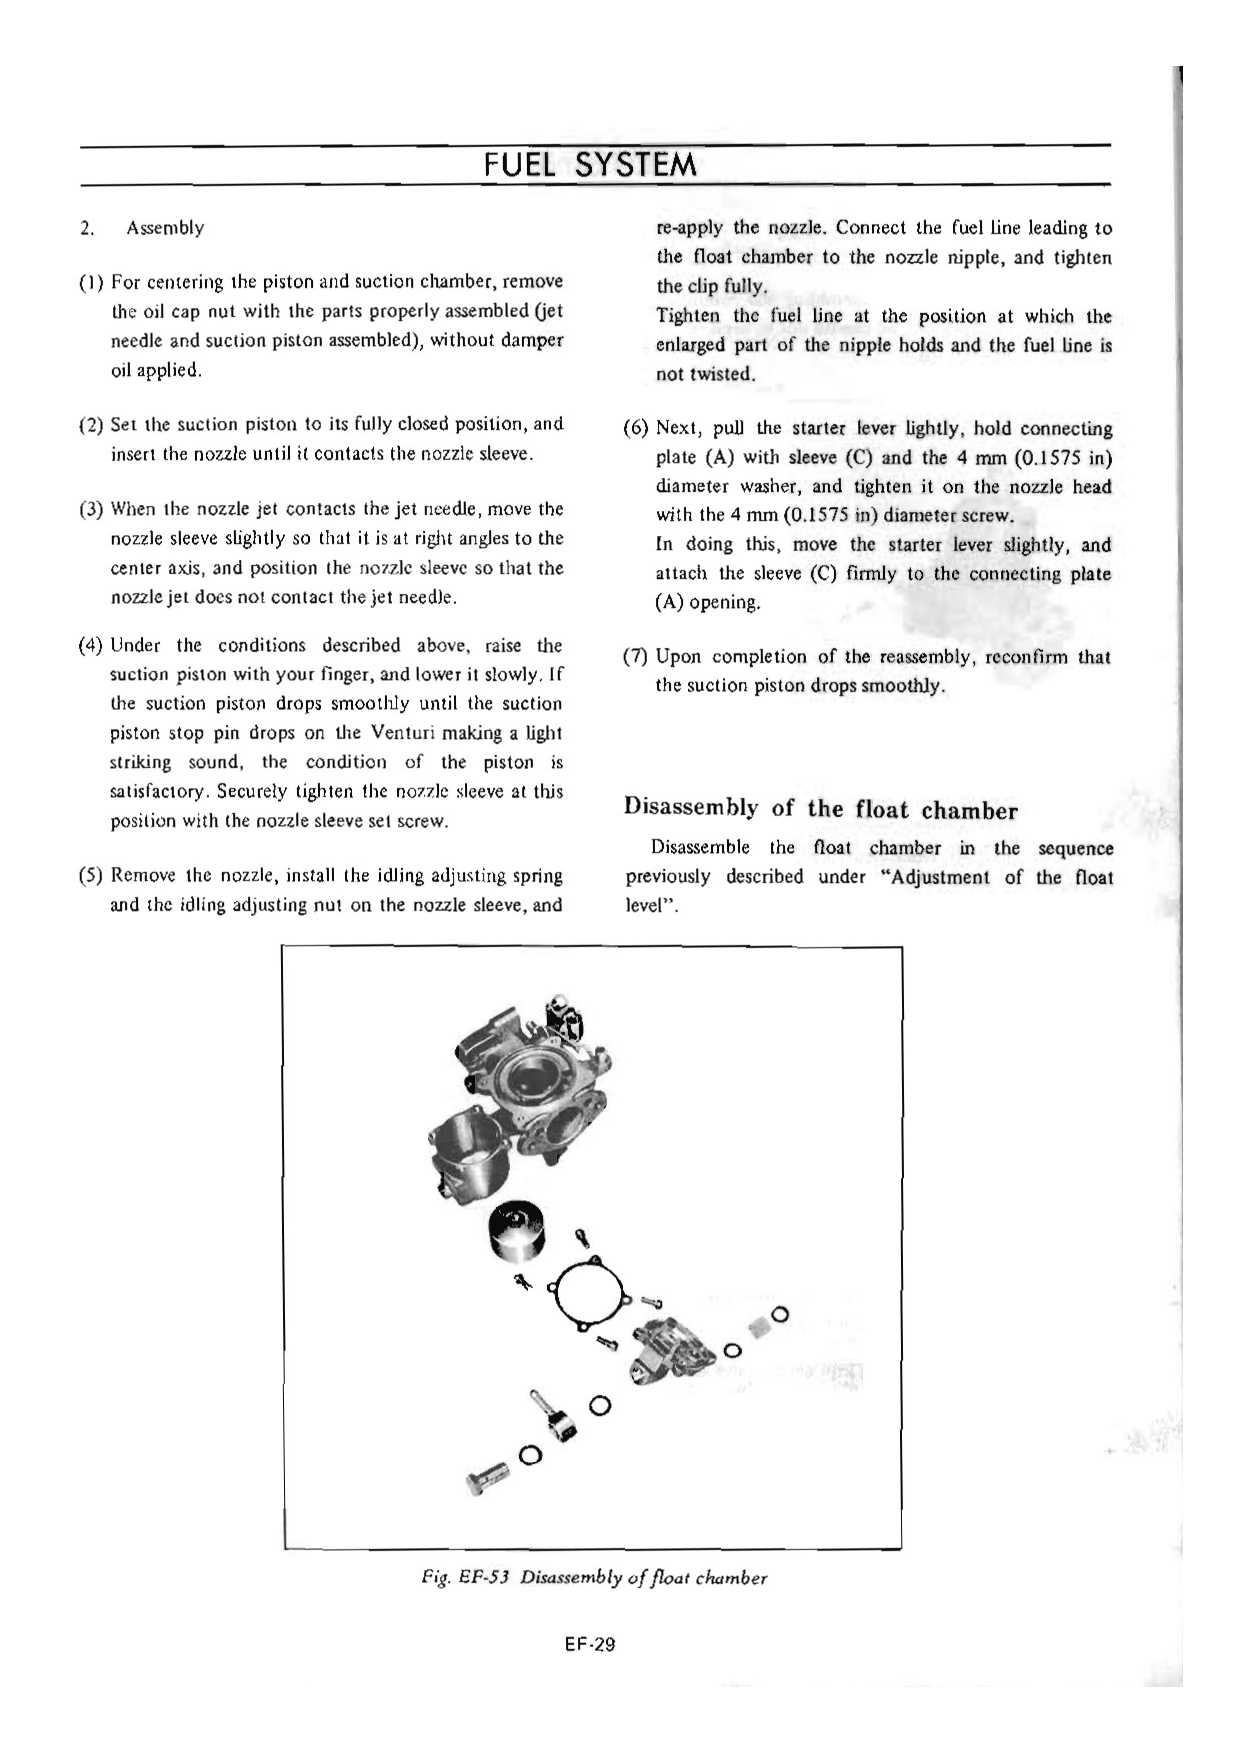 FUEL SYSTEM
2. Assembly
(1) For centering the piston and suction chamber, remove
the oil cap nut with the parts properly assembled (jet
needle and suction piston assembled), without damper
oil applied.
(2) Set the suction piston to its fully closed position, and
insert the nozzle until it contacts the nozzle sleeve.
(3) When the nozzle jet contacts the jet needle, move the
nozzle sleeve slightly so that it is at right angles to the
center axis, and position the nozzle sleeve so that the
nozzle jet does not contact the jet needle.
(4) Under the conditions described above, raise the
suction piston with your finger, and lower it slowly. If
the suction piston drops smoothly until the suction
piston stop pin drops on the Venturi making a light
striking sound, the condition of the piston is
satisfactory. Securely tighten the nozzle sleeve at this
position with the nozzle sleeve set screw.
(5) Remove the nozzle, install the idling adjusting spring
and the idling adjusting nut on the nozzle sleeve, and
re-apply the nozzle. Connect the fuel line leading to
the float chamber to the nozzle nipple, and tighten
the clip fully.
Tighten the fuel line at the position at which the
enlarged part of the nipple holds and the fuel line is
not twisted.
(6) Next, pull the starter lever lightly, hold connecting
plate (A) with sleeve (C) and the 4 mm (0.1575 in)
diameter washer, and tighten it on the nozzle head
with the 4 mm (0.1575 in) diameter screw.
In doing this, move the starter lever slightly, and
attach the sleeve (C) firmly to the connecting plate
(A) opening.
(7) Upon completion of the reassembly, reconfirm that
the suction piston drops smoothly.
Disassembly of the float chamber
Disassemble the float chamber in the sequence
previously described under “Adjustment of the float
level”.
Fig. EF-53 Disassembly of float chamber
EF-29